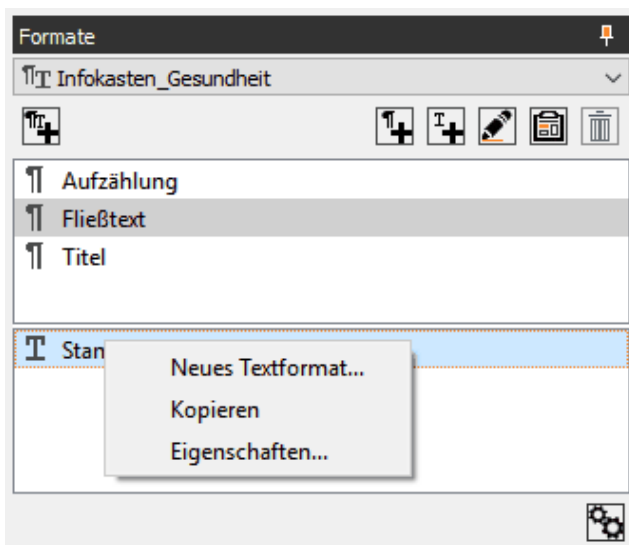 Formate
Infokasten_Gesundheit
Aufzählung
Fließtext
Titel
Stan
Neues Textformat...
Kopieren
Eigenschaften...